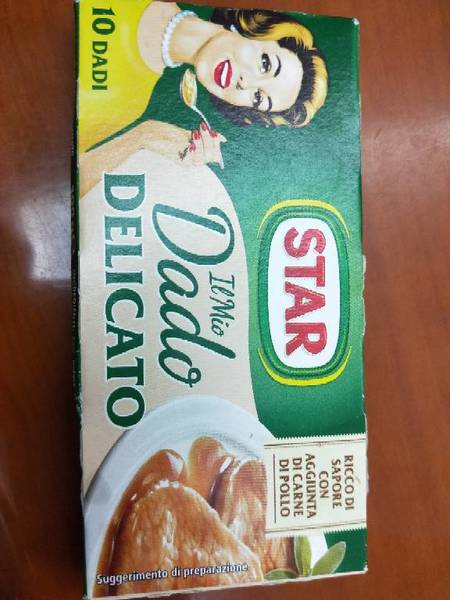 STAR
10 DADI
Il Mio
Dado
DELICATO
RICCO DI
SAPORE
CON
AGGIUNTA
DI CARNE
DI POLLO
Suggerimento di preparazione